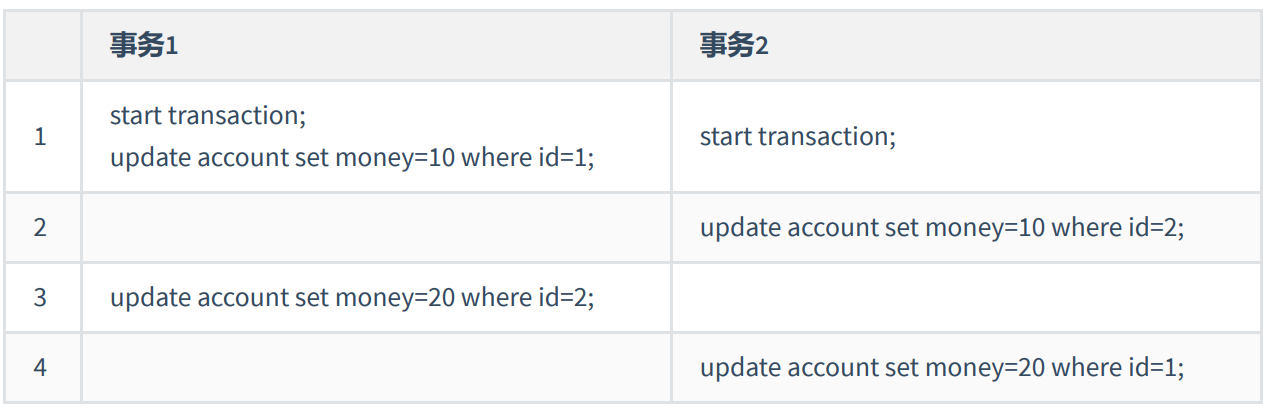 事务1
事务2
1
start transaction;
update account set money=10 where id=1;
start transaction;
2
update account set money=10 where id=2;
3
update account set money=20 where id=2;
4
update account set money=20 where id=1;